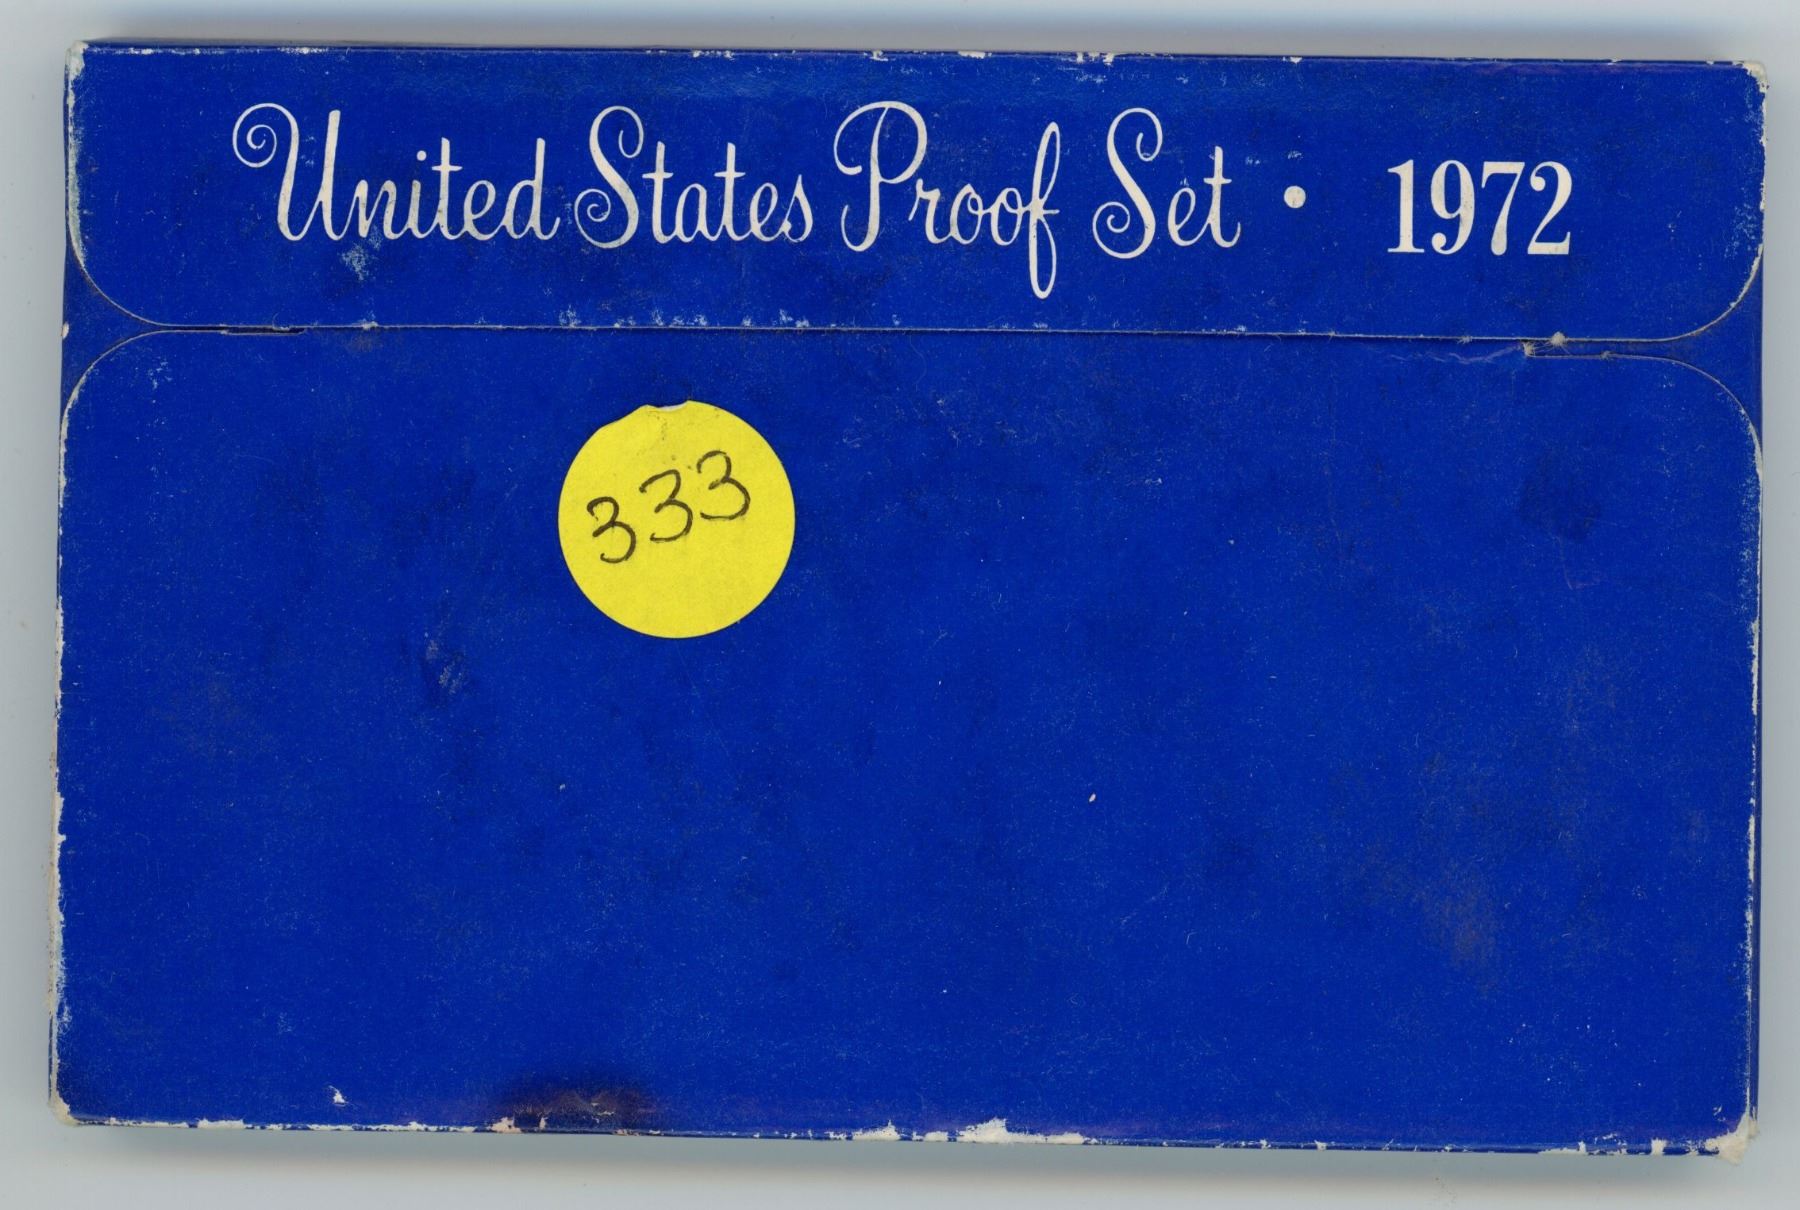 United States Proof Set • 1972
333